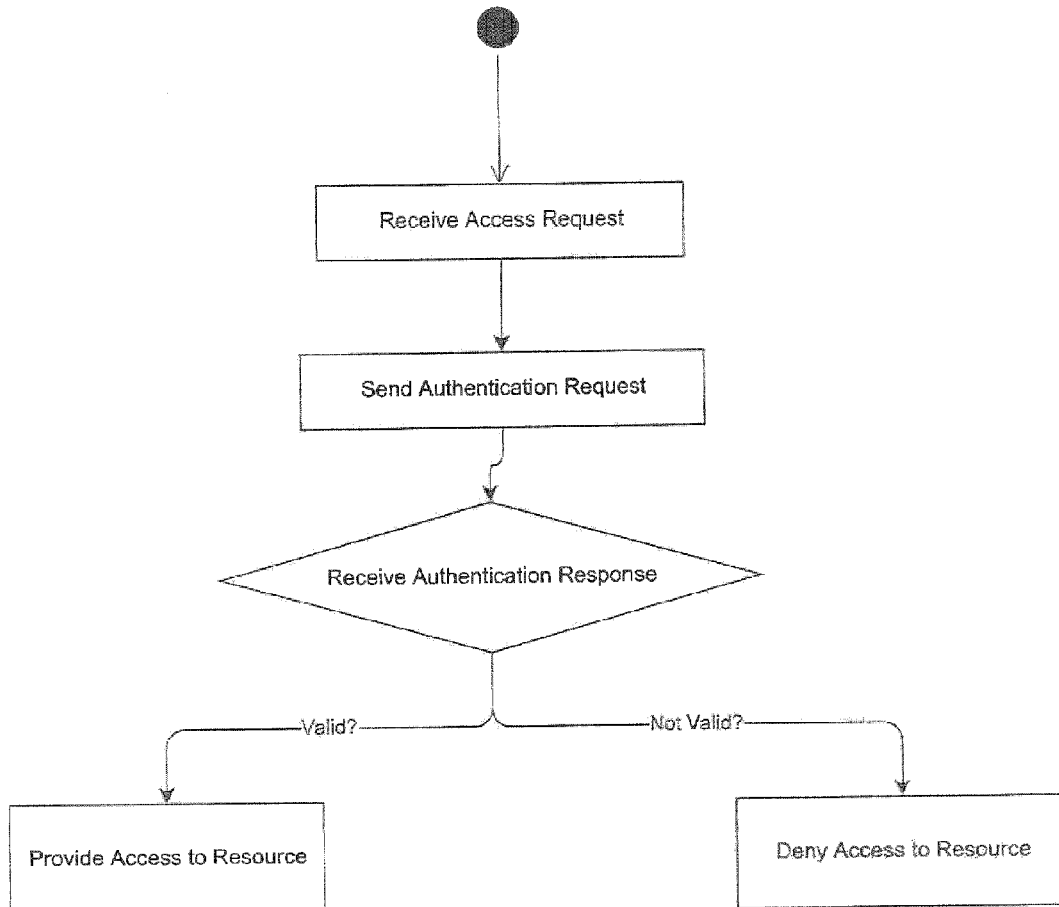 Receive Access Request
Send Authentication Request
Receive Authentication Response
Valid?
Not Valid?
Provide Access to Resource
Deny Access to Resource